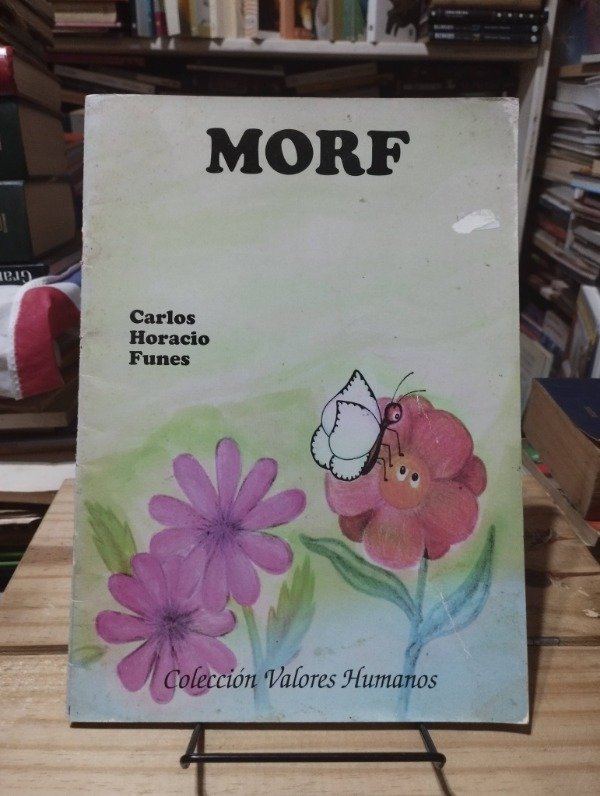 MORF
Carlos
Horacio
Funes
Colección Valores Humanos